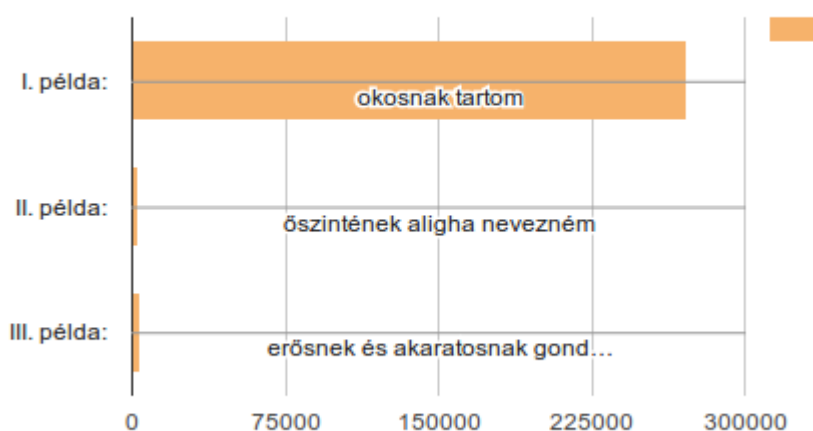 I. példa:
okosnak tartom
II. példa:
őszintének aligha nevezném
III. példa:
erősnek és akaratosnak gond…
0 75000 150000 225000 300000